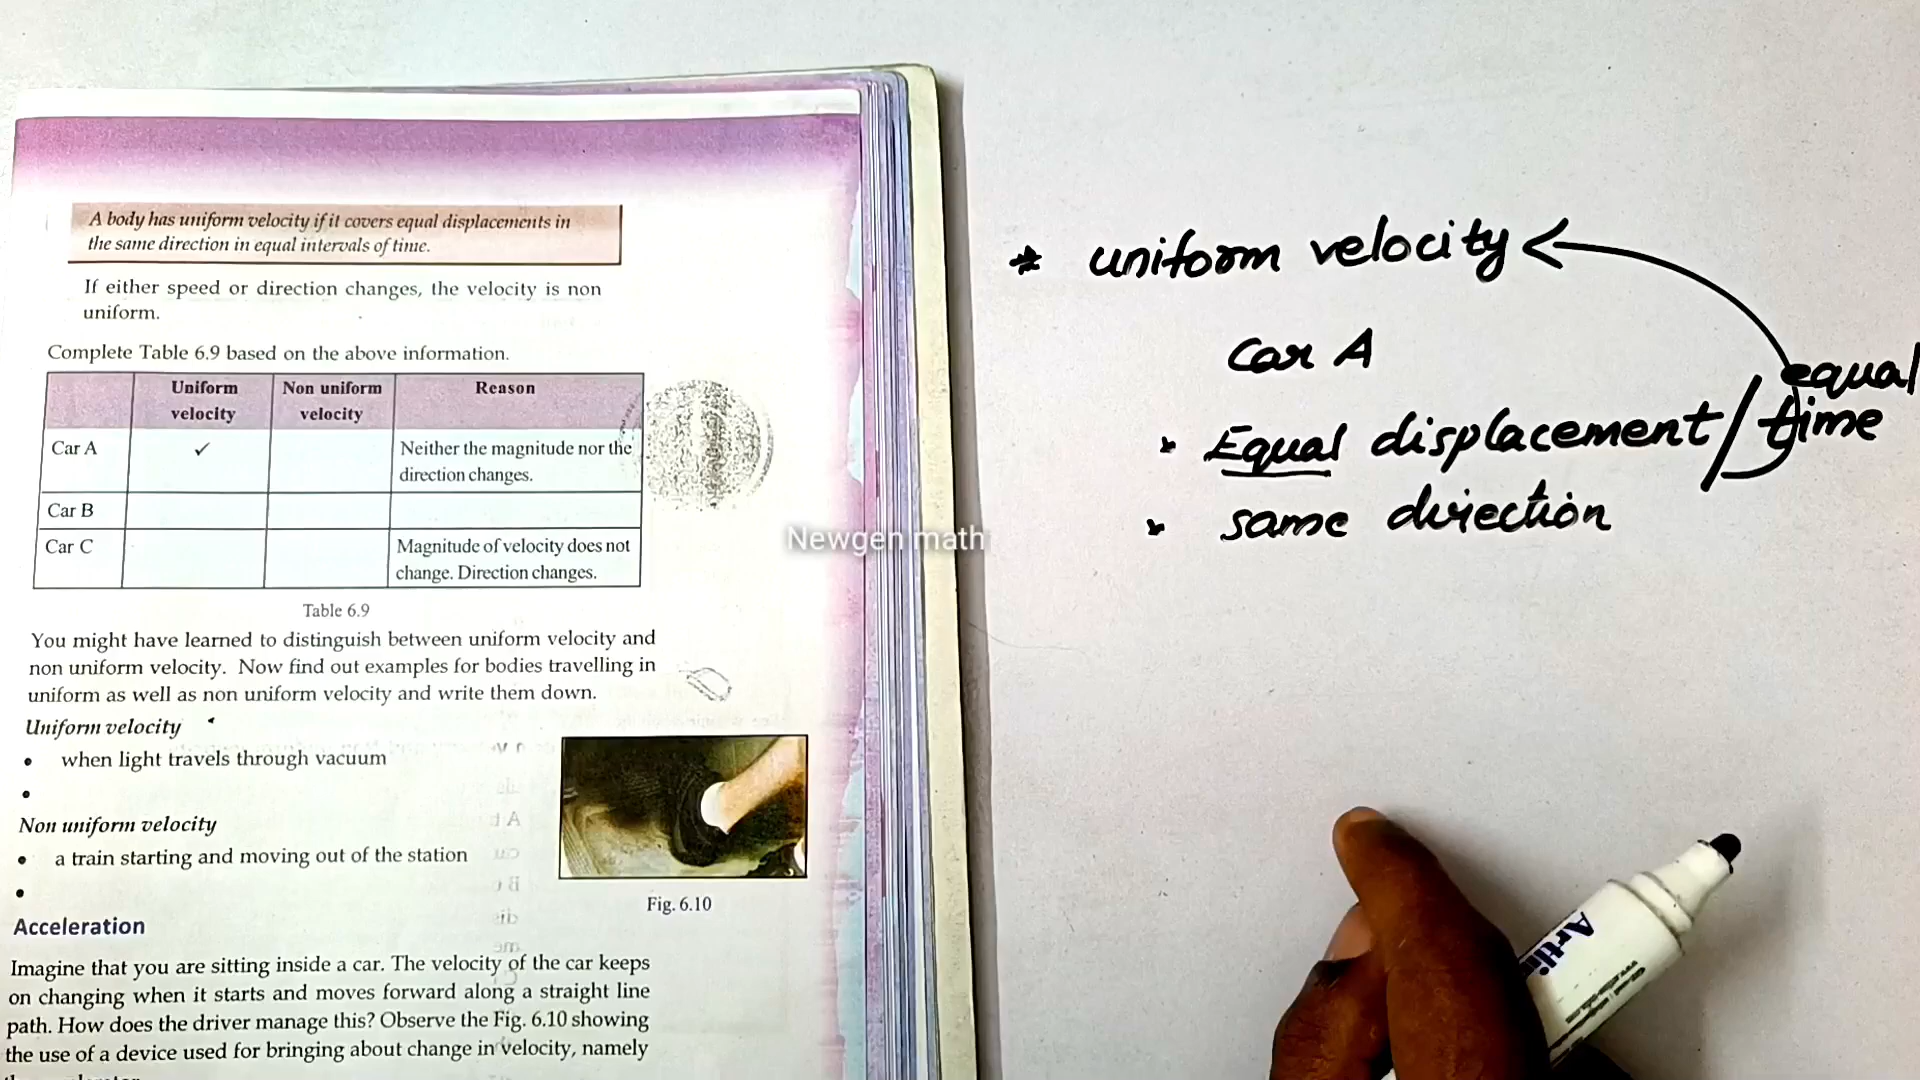 A body has uniform velocity if it covers equal displacements in
the same direction in equal intervals of time.
If either speed or direction changes, the velocity is non
uniform.
Complete Table 6.9 based on the above information.
Uniform velocity
Non uniform velocity
Reason
Car A
✓
Neither the magnitude nor the
direction changes.
Car B
Car C
Magnitude of velocity does not
change. Direction changes.
Table 6.9
You might have learned to distinguish between uniform velocity and
non uniform velocity. Now find out examples for bodies travelling in
uniform as well as non uniform velocity and write them down.
Uniform velocity
• when light travels through vacuum
•
Non uniform velocity
• a train starting and moving out of the station
•
Fig. 6.10
Acceleration
Imagine that you are sitting inside a car. The velocity of the car keeps
on changing when it starts and moves forward along a straight line
path. How does the driver manage this? Observe the Fig. 6.10 showing
the use of a device used for bringing about change in velocity, namely
Newgen math
* uniform velocity
Car A
equal
• Equal displacement / time
• same direction